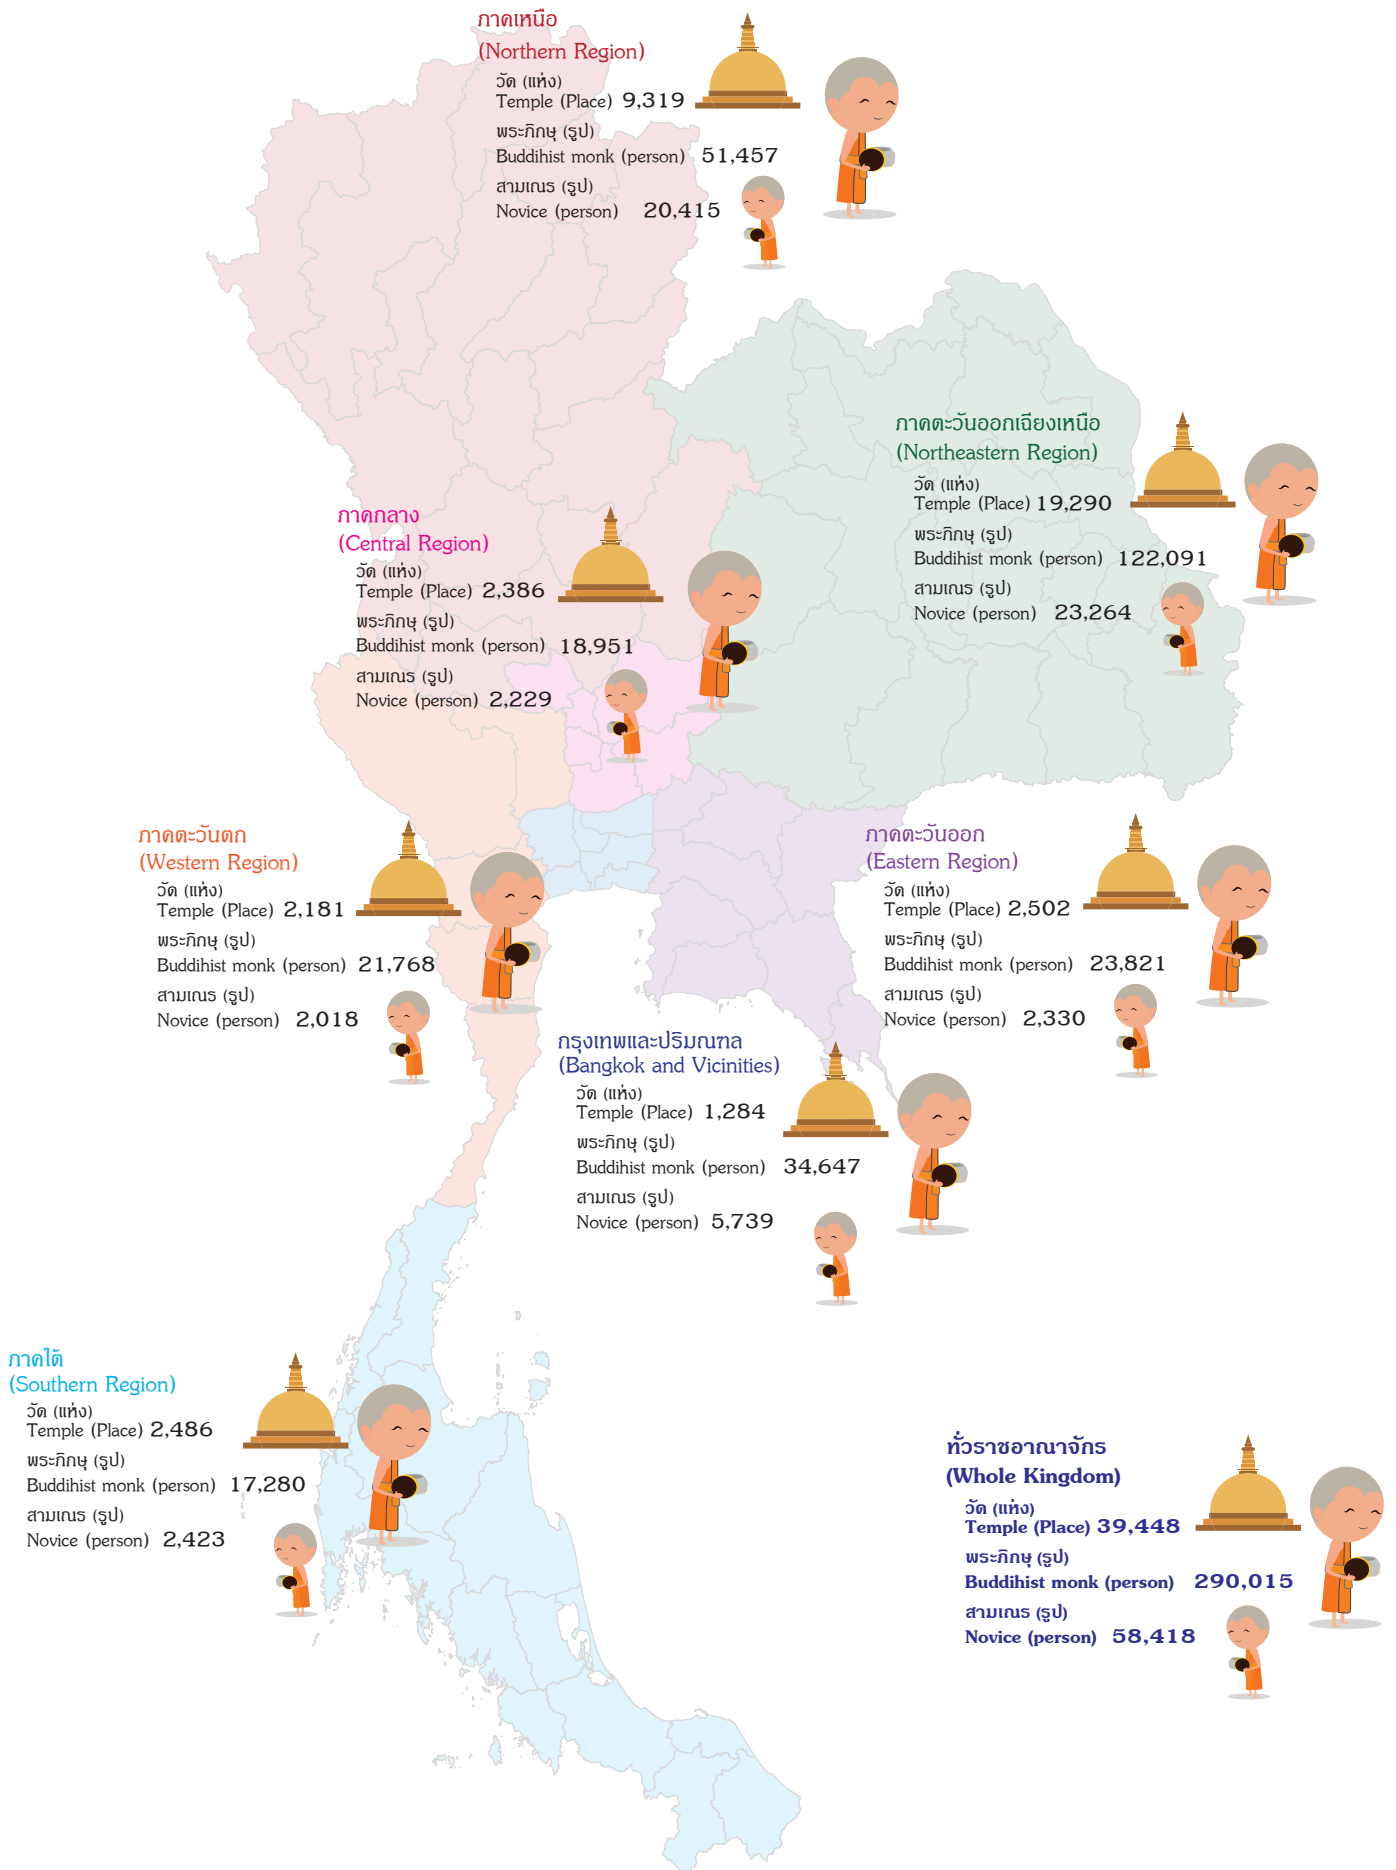 ภาคเหนือ
(Northern Region)
วัด (แห่ง)
Temple (Place) 9,319
พระภิกษุ (รูป)
Buddihist monk (person) 51,457
สามเณร (รูป)
Novice (person) 20,415
ภาคตะวันออกเฉียงเหนือ
(Northeastern Region)
วัด (แห่ง)
Temple (Place) 19,290
พระภิกษุ (รูป)
Buddihist monk (person) 122,091
สามเณร (รูป)
Novice (person) 23,264
ภาคกลาง
(Central Region)
วัด (แห่ง)
Temple (Place) 2,386
พระภิกษุ (รูป)
Buddihist monk (person) 18,951
สามเณร (รูป)
Novice (person) 2,229
ภาคตะวันตก
(Western Region)
วัด (แห่ง)
Temple (Place) 2,181
พระภิกษุ (รูป)
Buddihist monk (person) 21,768
สามเณร (รูป)
Novice (person) 2,018
ภาคตะวันออก
(Eastern Region)
วัด (แห่ง)
Temple (Place) 2,502
พระภิกษุ (รูป)
Buddihist monk (person) 23,821
สามเณร (รูป)
Novice (person) 2,330
กรุงเทพและปริมณฑล
(Bangkok and Vicinities)
วัด (แห่ง)
Temple (Place) 1,284
พระภิกษุ (รูป)
Buddihist monk (person) 34,647
สามเณร (รูป)
Novice (person) 5,739
ภาคใต้
(Southern Region)
วัด (แห่ง)
Temple (Place) 2,486
พระภิกษุ (รูป)
Buddihist monk (person) 17,280
สามเณร (รูป)
Novice (person) 2,423
ทั่วราชอาณาจักร
(Whole Kingdom)
วัด (แห่ง)
Temple (Place) 39,448
พระภิกษุ (รูป)
Buddihist monk (person) 290,015
สามเณร (รูป)
Novice (person) 58,418